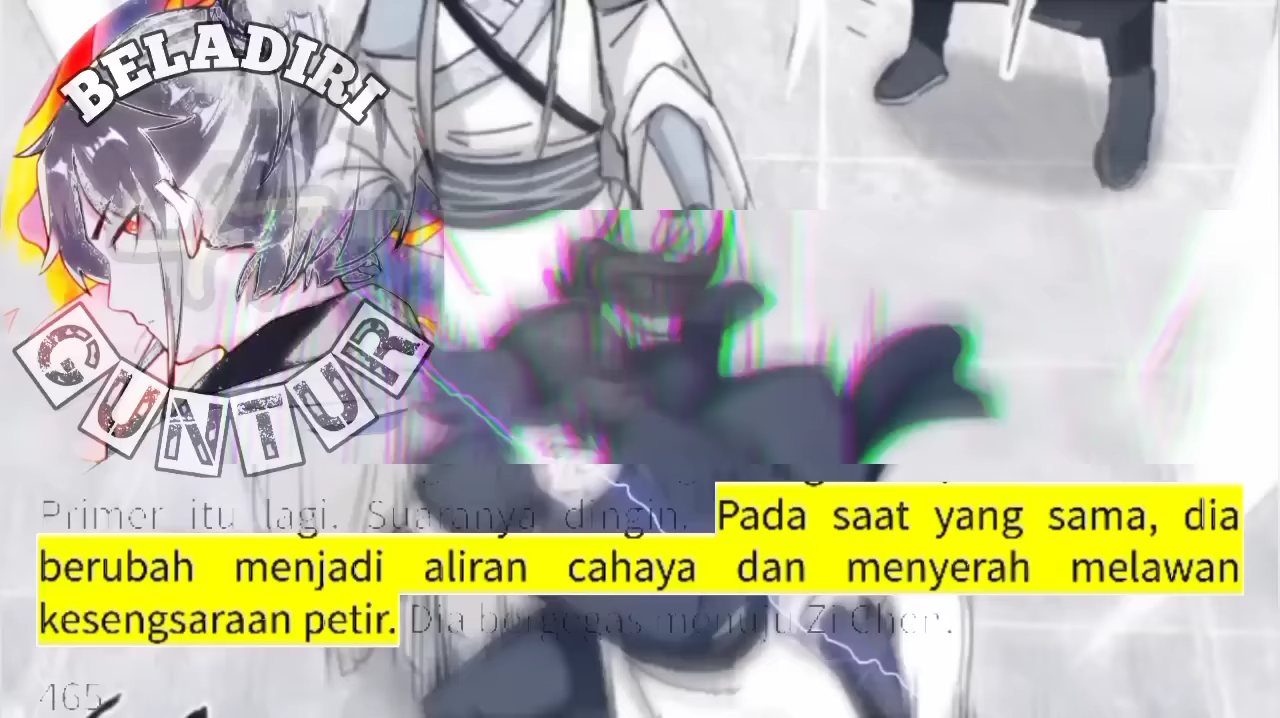 BELADIRI
GUNTUR
Primer itu lagi. Suaranya dingin. Pada saat yang sama, dia
berubah menjadi aliran cahaya dan menyerah melawan
kesengsaraan petir. Dia bergegas menuju Zi Chen.
465